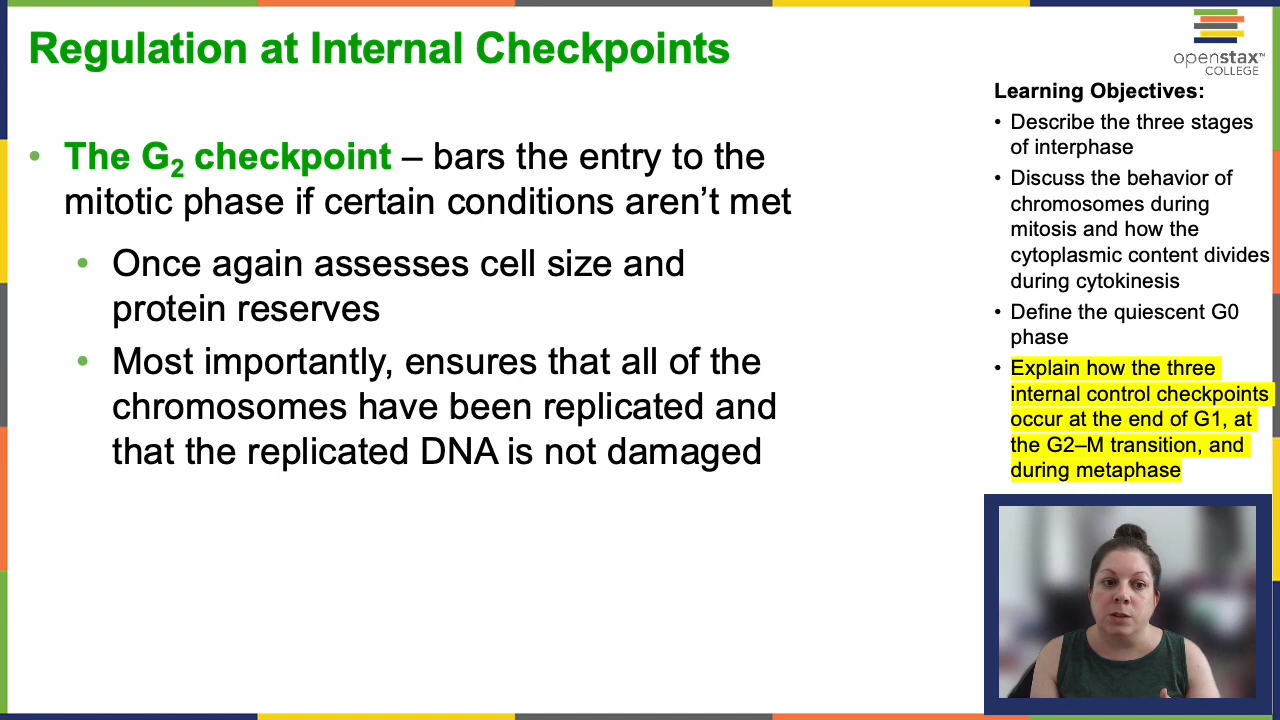 Regulation at Internal Checkpoints
openstax™
COLLEGE
• The G₂ checkpoint – bars the entry to the
mitotic phase if certain conditions aren’t met
• Once again assesses cell size and
protein reserves
• Most importantly, ensures that all of the
chromosomes have been replicated and
that the replicated DNA is not damaged
Learning Objectives:
• Describe the three stages
of interphase
• Discuss the behavior of
chromosomes during
mitosis and how the
cytoplasmic content divides
during cytokinesis
• Define the quiescent G0
phase
• Explain how the three
internal control checkpoints
occur at the end of G1, at
the G2–M transition, and
during metaphase